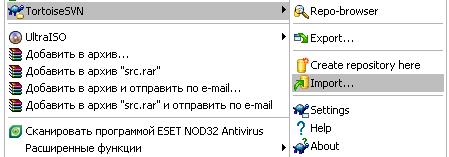 TortoiseSVN
UltraISO
Добавить в архив...
Добавить в архив "src.rar"
Добавить в архив и отправить по e-mail...
Добавить в архив "src.rar" и отправить по e-mail
Сканировать программой ESET NOD32 Antivirus
Расширенные функции
Repo-browser
Export...
Create repository here
Import...
Settings
Help
About